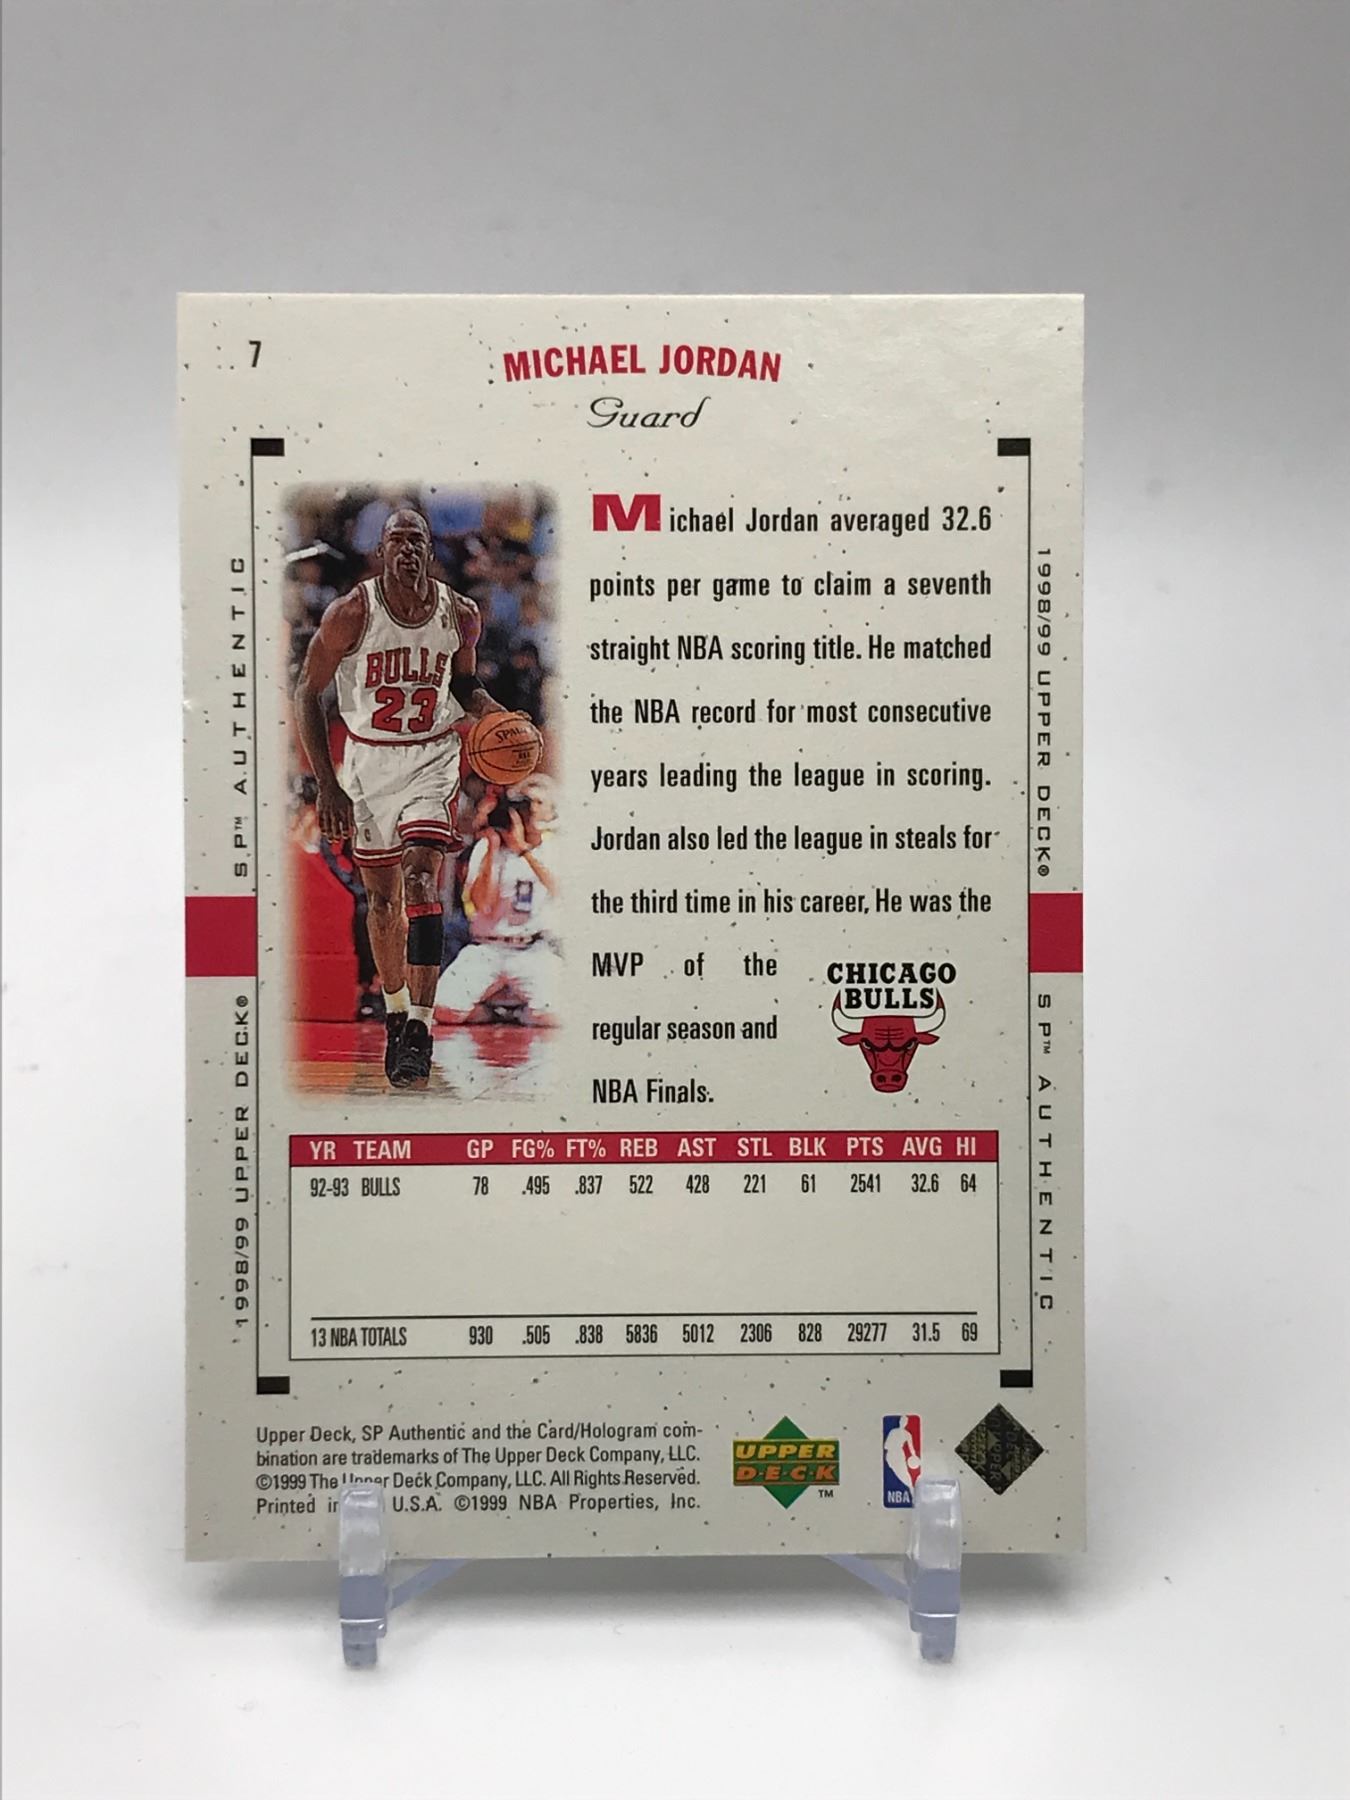 7
MICHAEL JORDAN
Guard
BULLS
23
SPALDING
Michael Jordan averaged 32.6
points per game to claim a seventh
straight NBA scoring title. He matched
the NBA record for most consecutive
years leading the league in scoring.
Jordan also led the league in steals for
the third time in his career. He was the
MVP of the
regular season and
NBA Finals.
CHICAGO
BULLS
1998/99 UPPER DECK® SP™ AUTHENTIC
1998/99 UPPER DECK® SP™ AUTHENTIC
YR TEAM GP FG% FT% REB AST STL BLK PTS AVG HI
92-93 BULLS 78 .495 .837 522 428 221 61 2541 32.6 64
13 NBA TOTALS 930 .505 .838 5836 5012 2306 828 29277 31.5 69
Upper Deck, SP Authentic and the Card/Hologram com-
bination are trademarks of The Upper Deck Company, LLC.
©1999 The Upper Deck Company, LLC. All Rights Reserved.
Printed in U.S.A. ©1999 NBA Properties, Inc.
UPPER
D·E·C·K
™
NBA